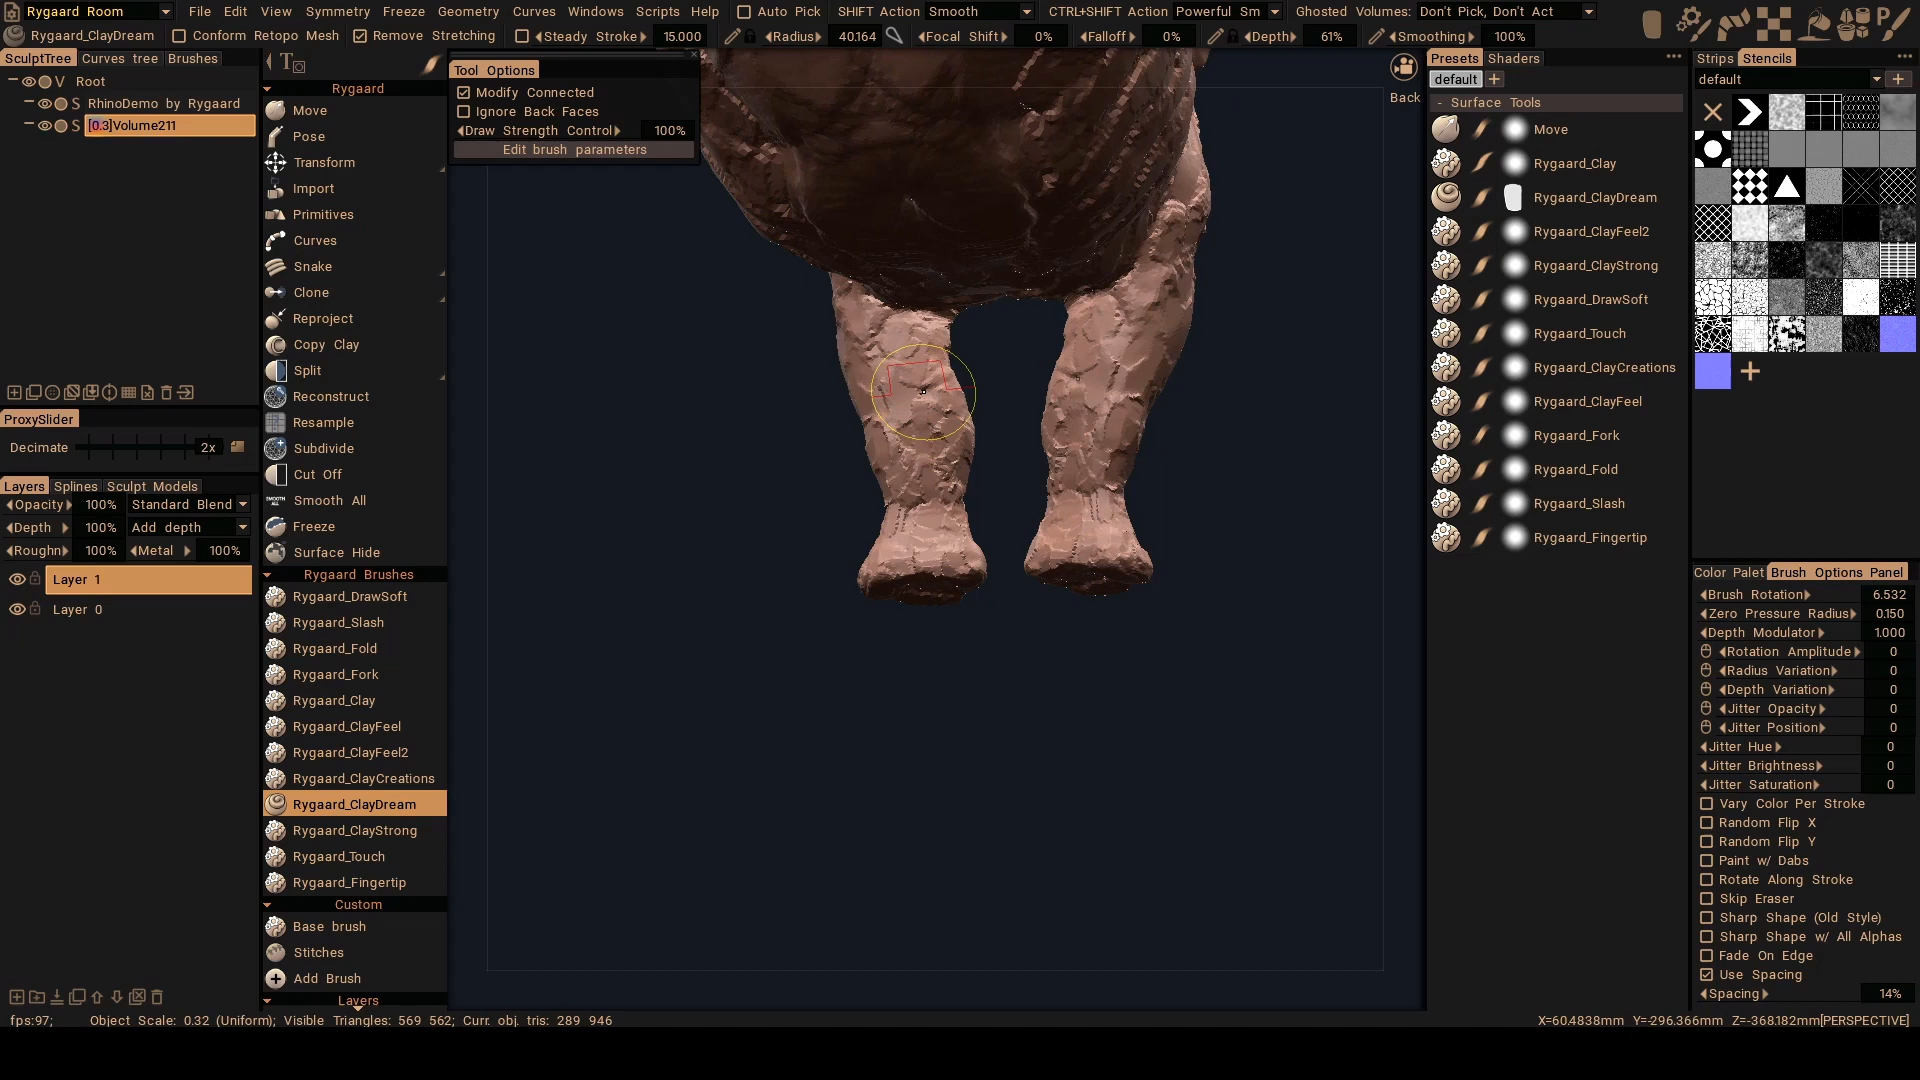 Rygaard Room File Edit View Symmetry Freeze Geometry Curves Windows Scripts Help Auto Pick SHIFT Action Smooth CTRL+SHIFT Action Powerful Sm Ghosted Volumes: Don't Pick, Don't Act
Rygaard_ClayDream Conform Retopo Mesh Remove Stretching Steady Stroke 15.000 Radius 40.164 Focal Shift 0% Falloff 0% Depth 61% Smoothing 100%
SculptTree Curves tree Brushes
V Root
S RhinoDemo by Rygaard
S [0.3]Volume211
ProxySlider
Decimate 2x
Layers Splines Sculpt Models
Opacity 100% Standard Blend
Depth 100% Add depth
Roughn 100% Metal 100%
Layer 1
Layer 0
Rygaard
Move
Pose
Transform
Import
Primitives
Curves
Snake
Clone
Reproject
Copy Clay
Split
Reconstruct
Resample
Subdivide
Cut Off
SMOOTH ALL Smooth All
Freeze
Surface Hide
Rygaard Brushes
Rygaard_DrawSoft
Rygaard_Slash
Rygaard_Fold
Rygaard_Fork
Rygaard_Clay
Rygaard_ClayFeel
Rygaard_ClayFeel2
Rygaard_ClayCreations
Rygaard_ClayDream
Rygaard_ClayStrong
Rygaard_Touch
Rygaard_Fingertip
Custom
Base brush
Stitches
Add Brush
Layers
Tool Options
Modify Connected
Ignore Back Faces
Draw Strength Control 100%
Edit brush parameters
Back
Presets Shaders
default
- Surface Tools
Move
Rygaard_Clay
Rygaard_ClayDream
Rygaard_ClayFeel2
Rygaard_ClayStrong
Rygaard_DrawSoft
Rygaard_Touch
Rygaard_ClayCreations
Rygaard_ClayFeel
Rygaard_Fork
Rygaard_Fold
Rygaard_Slash
Rygaard_Fingertip
Strips Stencils
default
Color Palet Brush Options Panel
Brush Rotation 6.532
Zero Pressure Radius 0.150
Depth Modulator 1.000
Rotation Amplitude 0
Radius Variation 0
Depth Variation 0
Jitter Opacity 0
Jitter Position 0
Jitter Hue 0
Jitter Brightness 0
Jitter Saturation 0
Vary Color Per Stroke
Random Flip X
Random Flip Y
Paint w/ Dabs
Rotate Along Stroke
Skip Eraser
Sharp Shape (Old Style)
Sharp Shape w/ All Alphas
Fade On Edge
Use Spacing
Spacing 14%
fps:97; Object Scale: 0.32 (Uniform); Visible Triangles: 569 562; Curr. obj. tris: 289 946
X=60.4838mm Y=-296.366mm Z=-368.182mm[PERSPECTIVE]